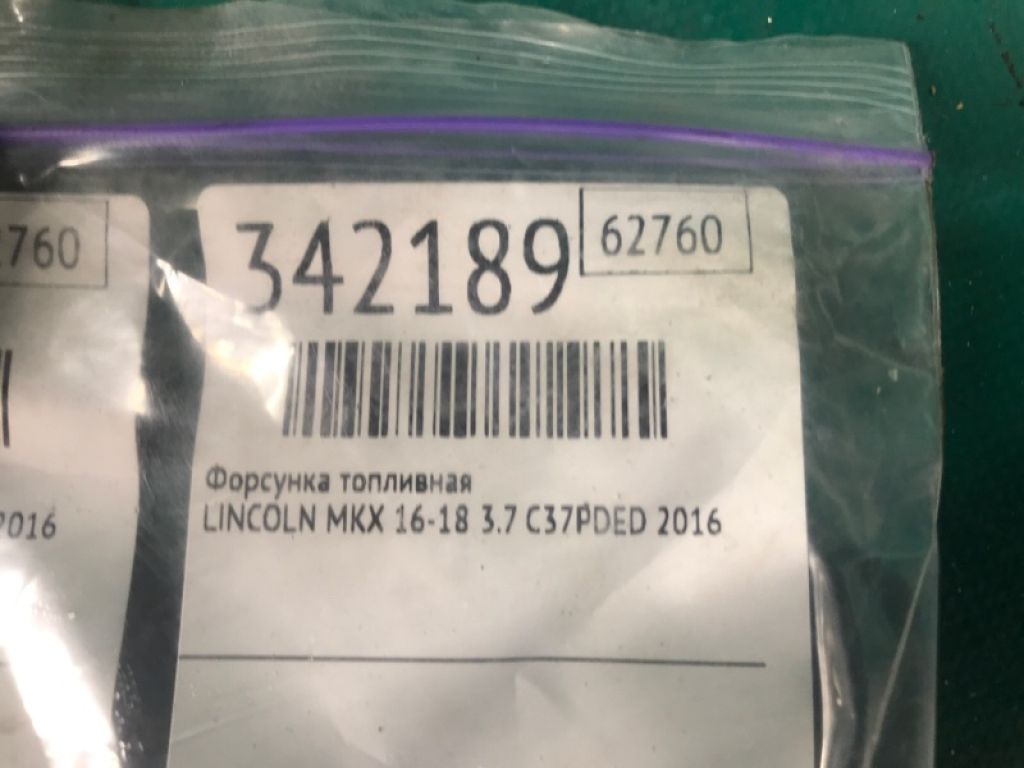 342189
62760
Форсунка топливная
LINCOLN MKX 16-18 3.7 C37PDED 2016
760
2016